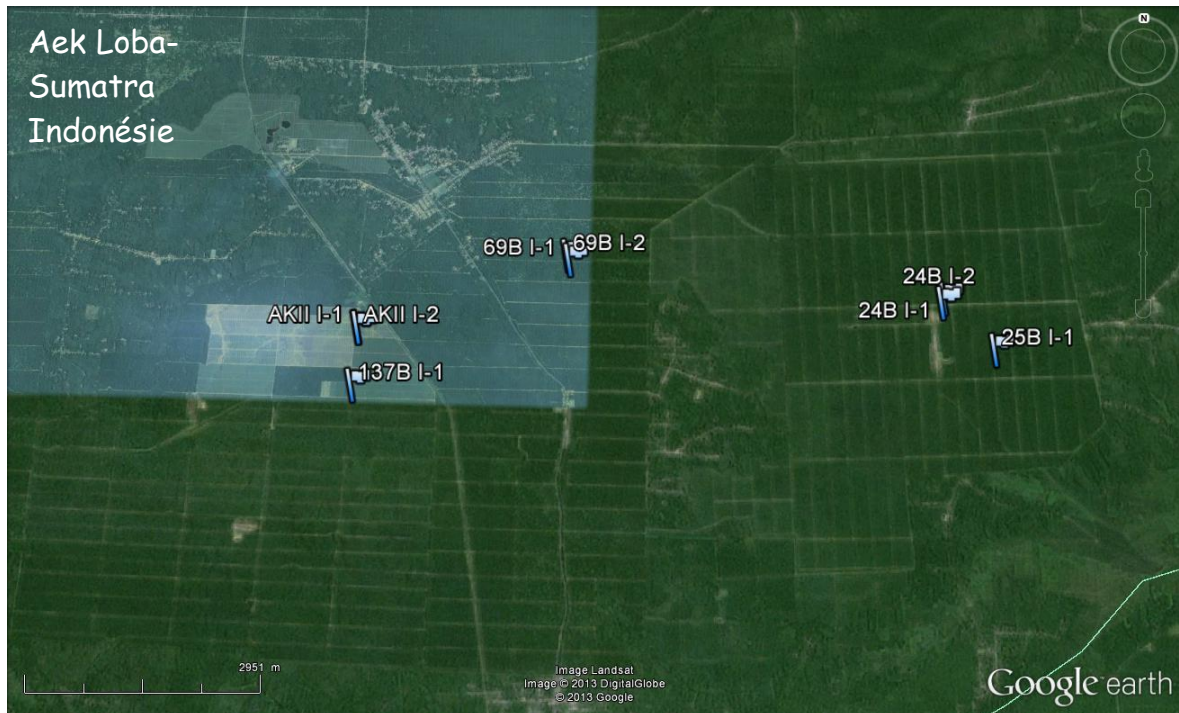 Aek Loba-
Sumatra
Indonésie
N
69B I-1 69B I-2
24B I-2
24B I-1
AKII I-1 AKII I-2
25B I-1
137B I-1
2951 m
Image Landsat
Image © 2013 DigitalGlobe
© 2013 Google
Google earth